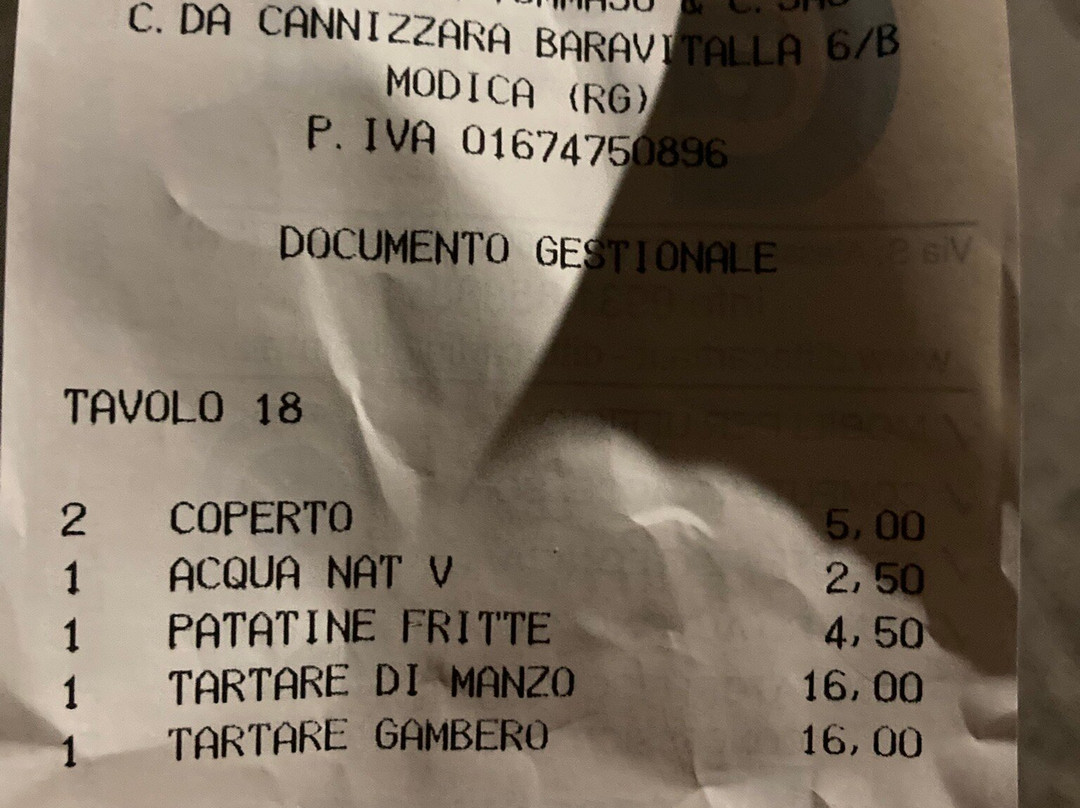 & C.
C. DA CANNIZZARA BARAVITALLA 6/B
MODICA (RG)
P. IVA 01674750896
DOCUMENTO GESTIONALE
TAVOLO 18
2 COPERTO 5,00
1 ACQUA NAT V 2,50
1 PATATINE FRITTE 4,50
1 TARTARE DI MANZO 16,00
1 TARTARE GAMBERO 16,00